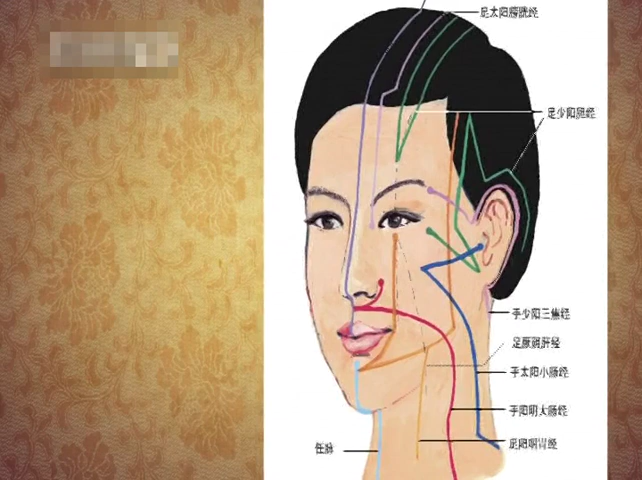 足太阳膀胱经
足少阳胆经
手少阳三焦经
足厥阴肝经
手太阳小肠经
手阳明大肠经
足阳明胃经
任脉